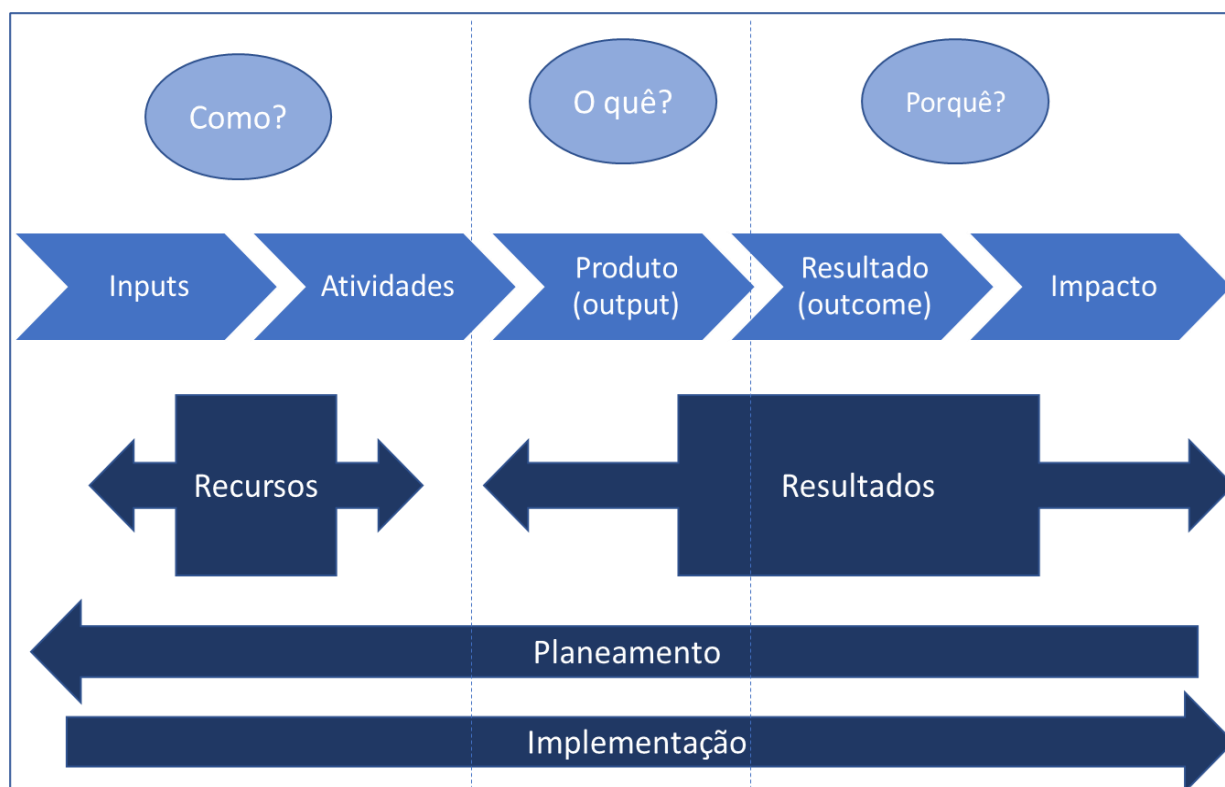 Como?
O quê?
Porquê?
Inputs
Atividades
Produto
(output)
Resultado
(outcome)
Impacto
Recursos
Resultados
Planeamento
Implementação